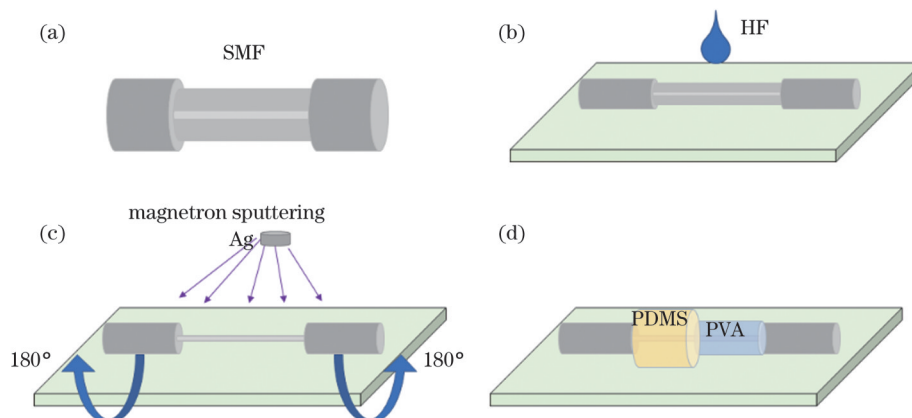 (a)
SMF
(b)
HF
(c)
magnetron sputtering
Ag
180°
180°
(d)
PDMS
PVA